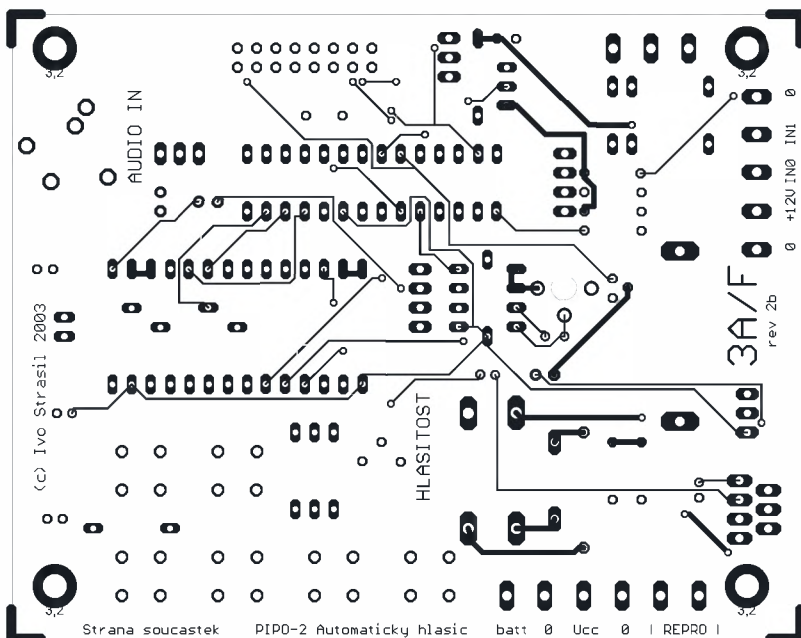 3,2
3,2
AUDIO IN
0
IN1
IN0
+12V
0
3A/F
rev 2b
(c) Ivo Strasil 2003
HLASITOST
3,2
3,2
Strana soucastek PIPO-2 Automaticky hlasic batt 0 Ucc 0 | REPRO |